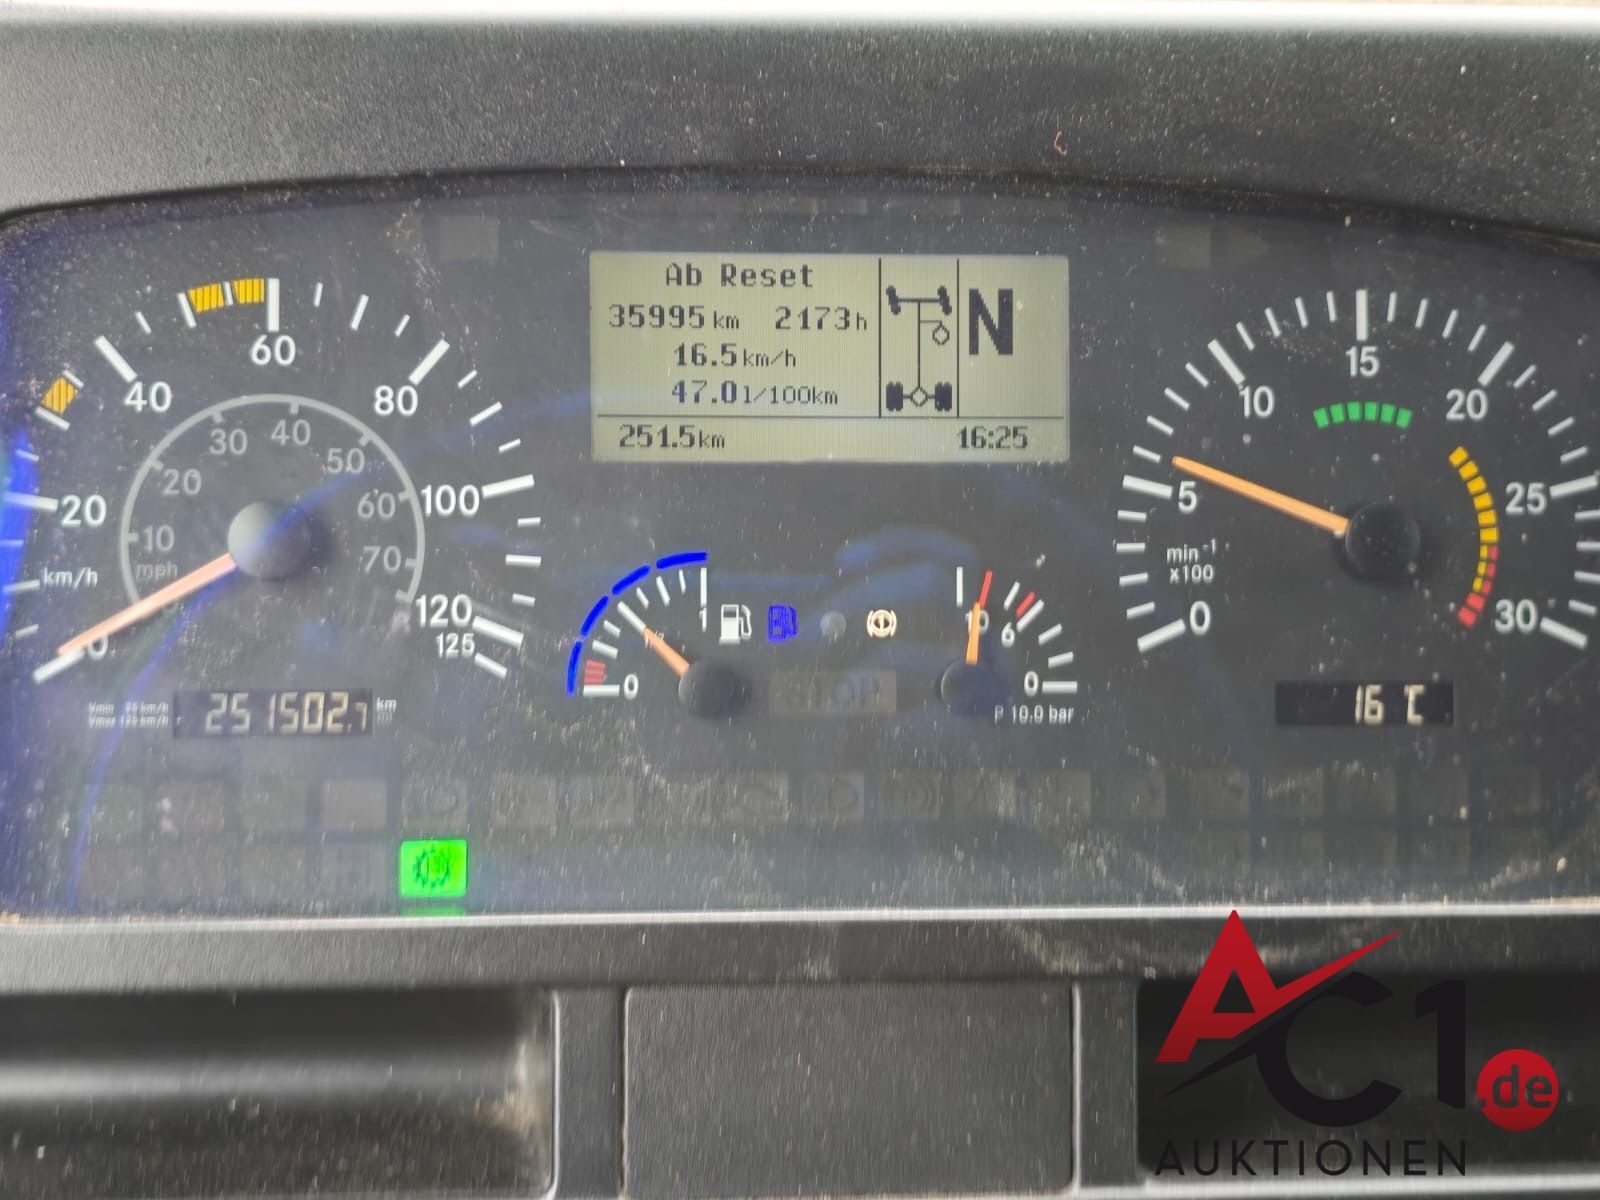 Ab Reset
35995 km 2173 h
16.5 km/h
47.0 l/100km
251.5 km 16:25
N
0 20 40 60 80 100 120 125
km/h
10 20 30 40 50 60 70
mph
251502.7 km
0 1/2 1
10 6 0
P 10.0 bar
STOP
0 5 10 15 20 25 30
min⁻¹
x100
16 °C
AC1.de
AUKTIONEN